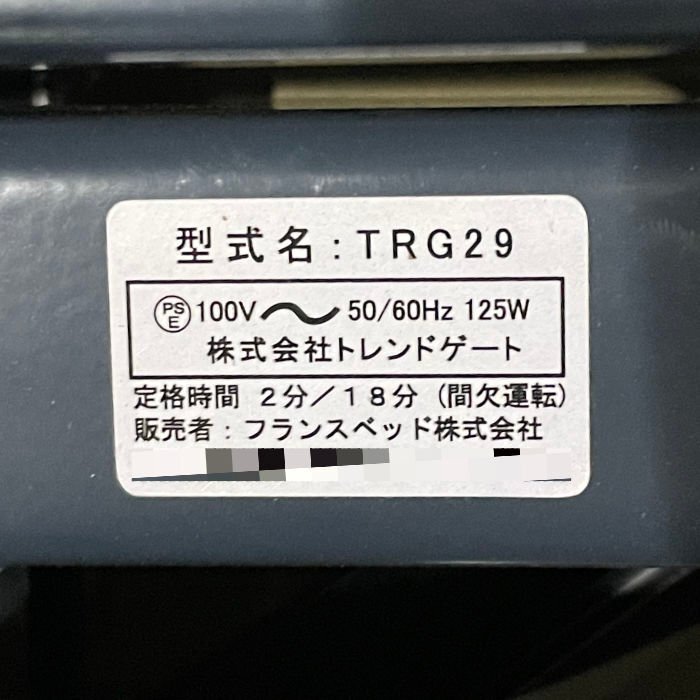 型式名：TRG29
PSE 100V〜50/60Hz 125W
株式会社トレンドゲート
定格時間 2分／18分（間欠運転）
販売者：フランスベッド株式会社